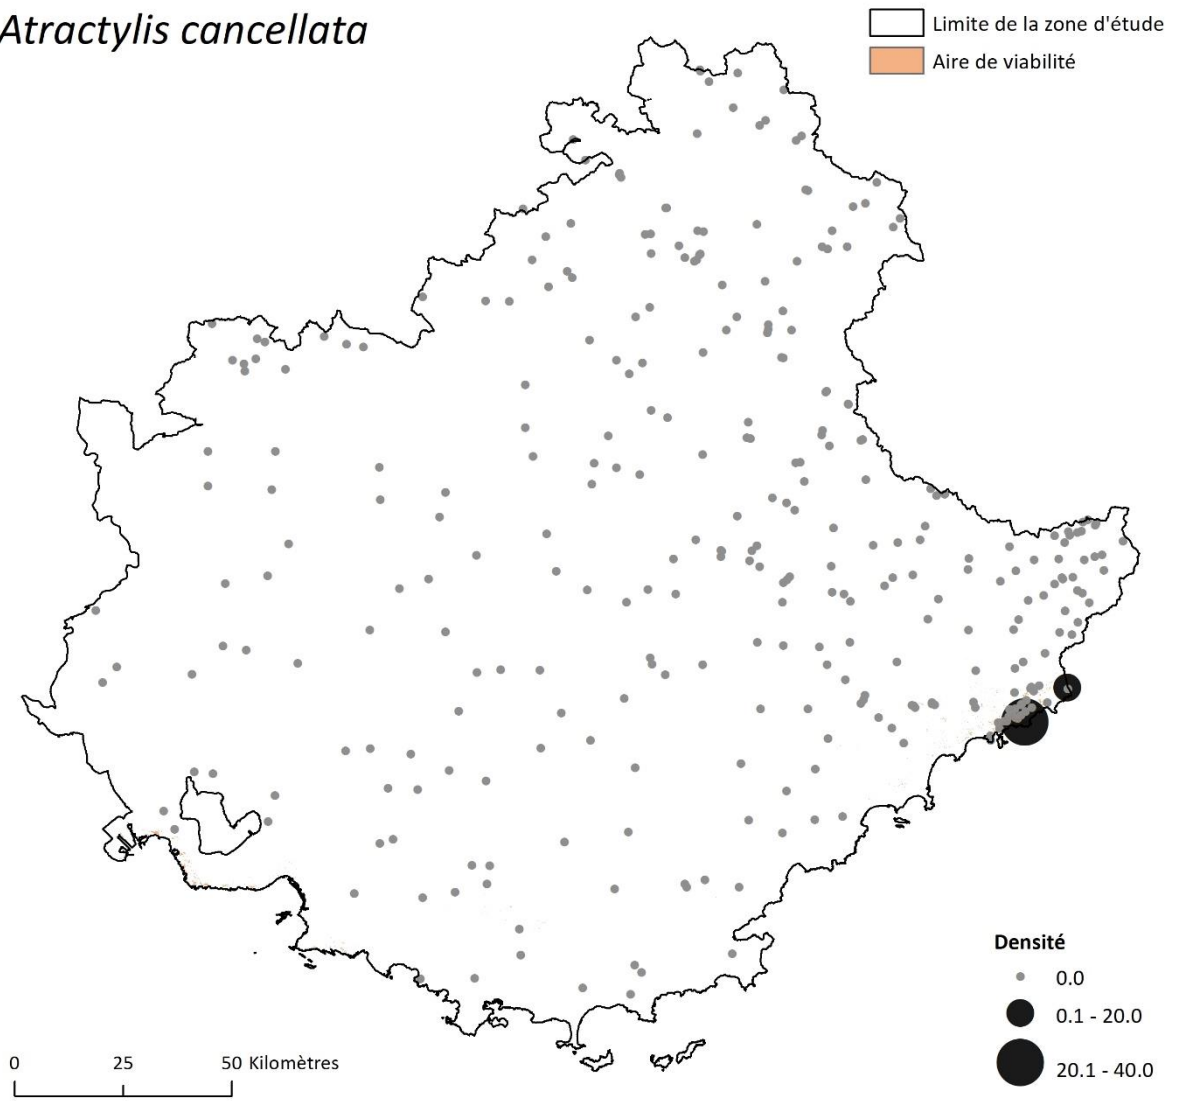 Atractylis cancellata
Limite de la zone d'étude
Aire de viabilité
Densité
0.0
0.1 - 20.0
20.1 - 40.0
0 25 50 Kilomètres